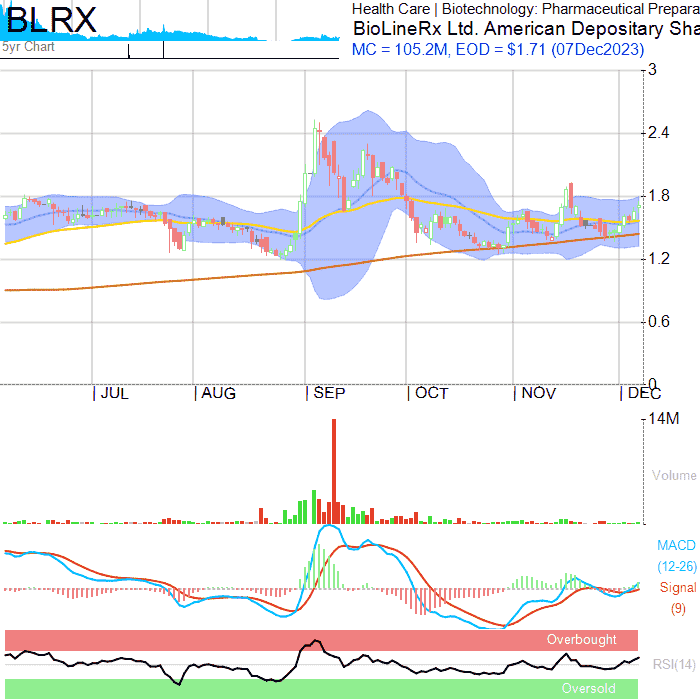 BLRX
5yr Chart
Health Care | Biotechnology: Pharmaceutical Prepara
BioLineRx Ltd. American Depositary Sha
MC = 105.2M, EOD = $1.71 (07Dec2023)
3
2.4
1.8
1.2
0.6
0
JUL AUG SEP OCT NOV DEC
14M
Volume
MACD
(12-26)
Signal
(9)
Overbought
RSI(14)
Oversold